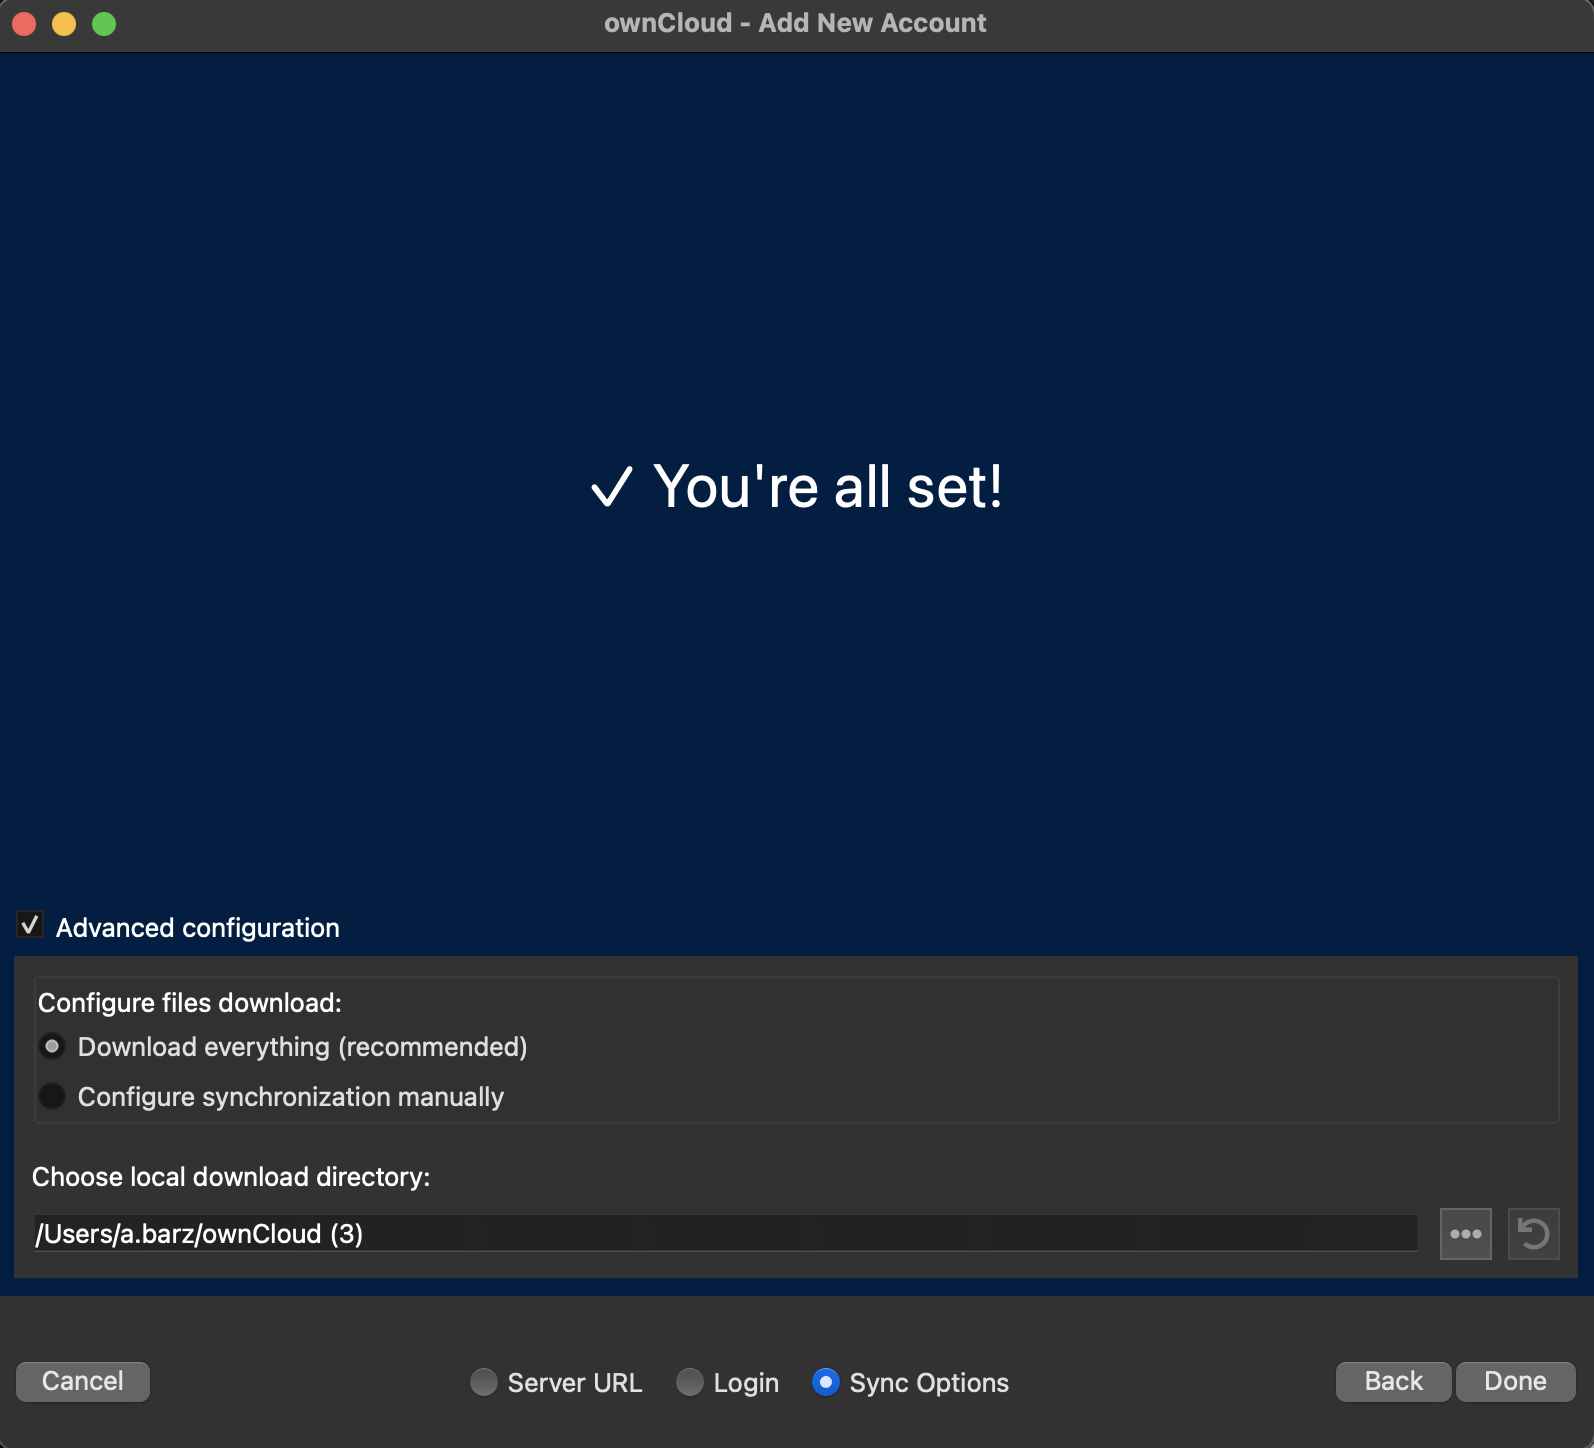 ownCloud - Add New Account
✓ You're all set!
Advanced configuration
Configure files download:
Download everything (recommended)
Configure synchronization manually
Choose local download directory:
/Users/a.barz/ownCloud (3)
Cancel
Server URL
Login
Sync Options
Back
Done